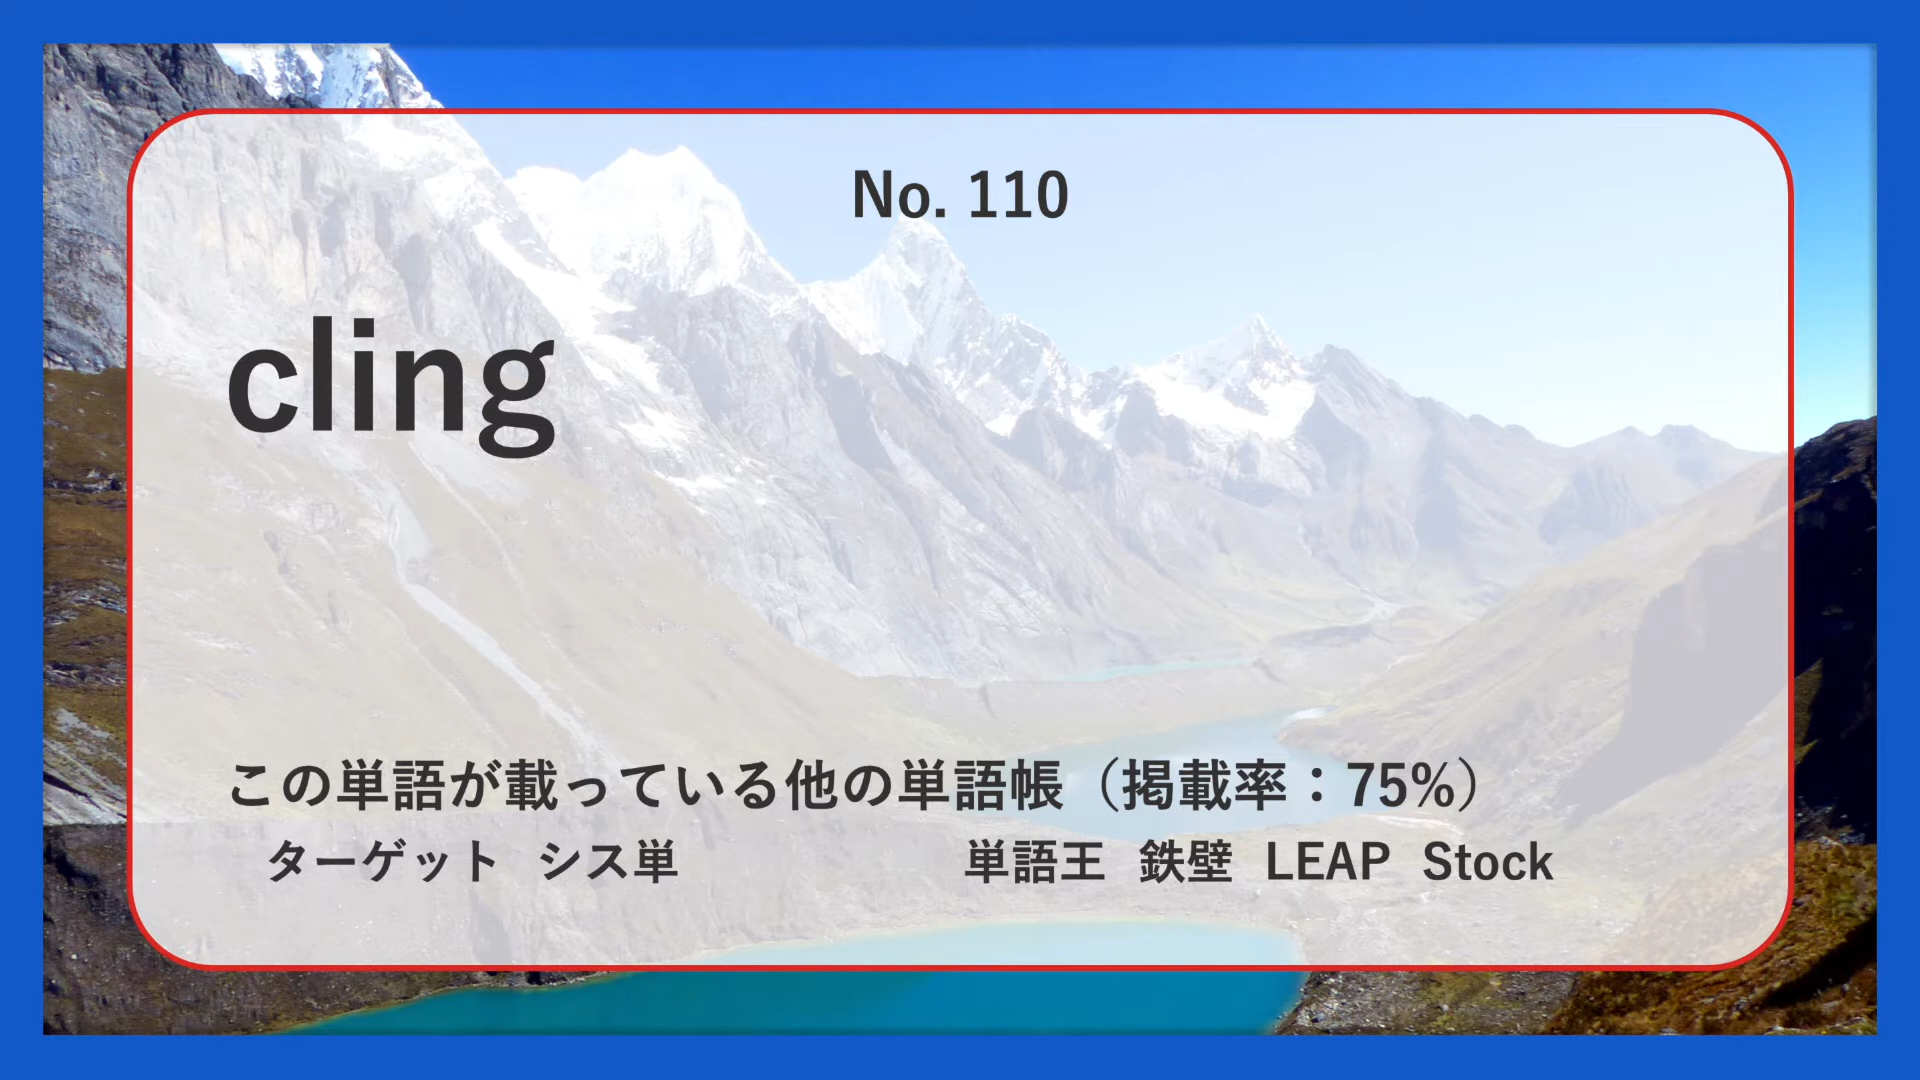 No. 110
cling
この単語が載っている他の単語帳（掲載率：75%）
ターゲット シス単 単語王 鉄壁 LEAP Stock